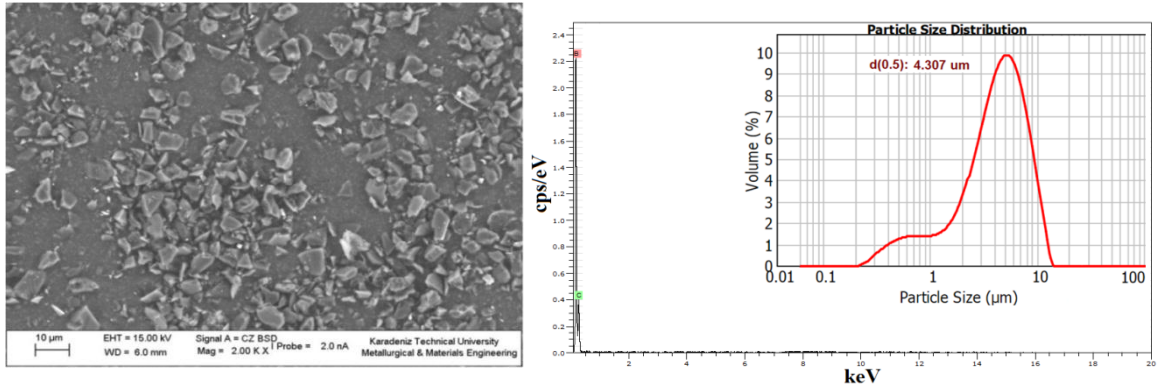 10 µm
EHT = 15.00 kV
Signal A = CZ BSD
I Probe = 2.0 nA
WD = 6.0 mm
Mag = 2.00 K X
Karadeniz Technical University
Metallurgical & Materials Engineering
cps/eV
2.4
2.2
2.0
1.8
1.6
1.4
1.2
1.0
0.8
0.6
0.4
0.2
0.0
B
C
2 4 6 8 10 12 14 16 18 20
keV
Particle Size Distribution
d(0.5): 4.307 um
Volume (%)
10
9
8
7
6
5
4
3
2
1
0
0.01 0.1 1 10 100
Particle Size (µm)